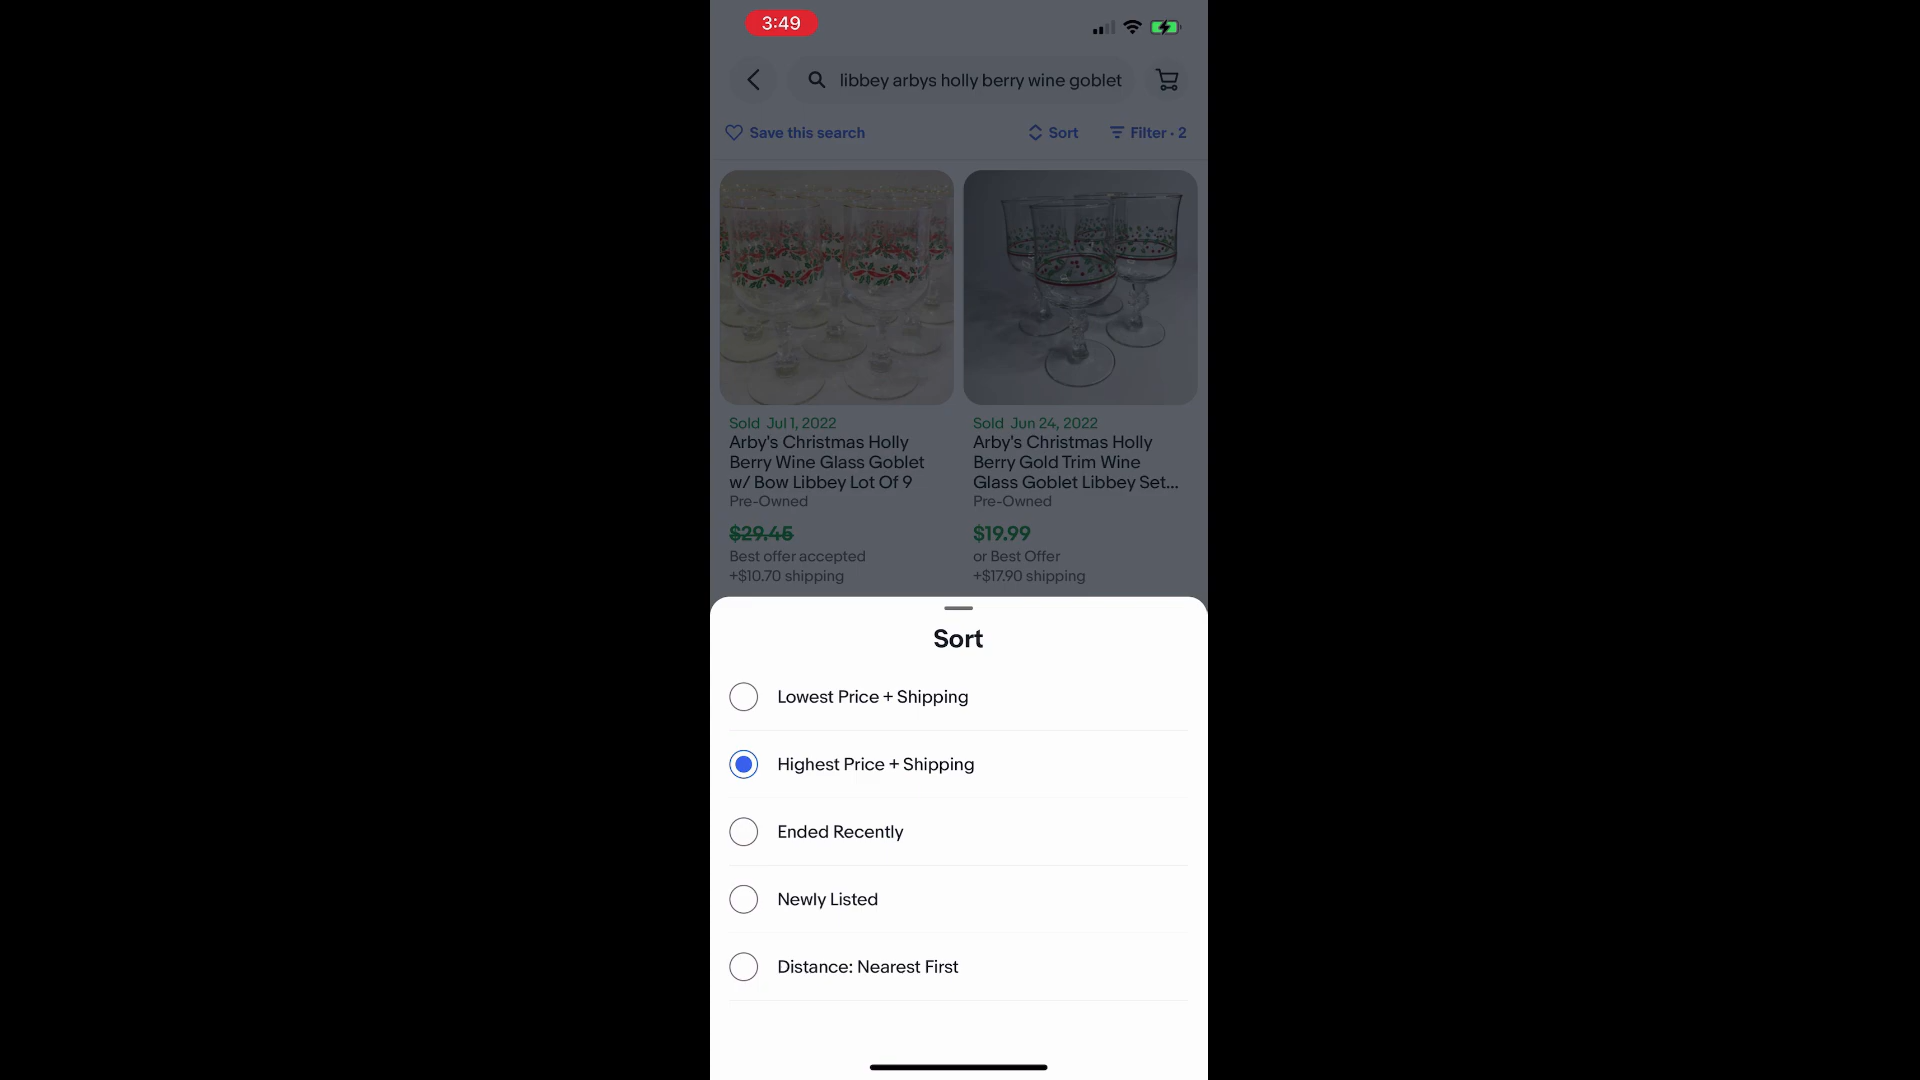 3:49
libbey arbys holly berry wine goblet
Save this search
Sort
Filter · 2
Sold Jul 1, 2022
Arby's Christmas Holly
Berry Wine Glass Goblet
w/ Bow Libbey Lot Of 9
Pre-Owned
$29.45
Best offer accepted
+$10.70 shipping
Sold Jun 24, 2022
Arby's Christmas Holly
Berry Gold Trim Wine
Glass Goblet Libbey Set...
Pre-Owned
$19.99
or Best Offer
+$17.90 shipping
Sort
Lowest Price + Shipping
Highest Price + Shipping
Ended Recently
Newly Listed
Distance: Nearest First